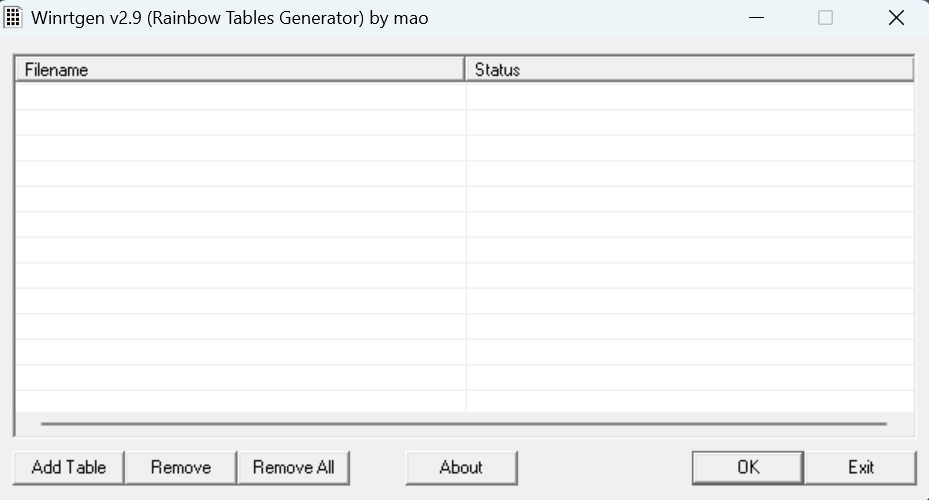 Winrtgen v2.9 (Rainbow Tables Generator) by mao
Filename Status
Add Table Remove Remove All About OK Exit